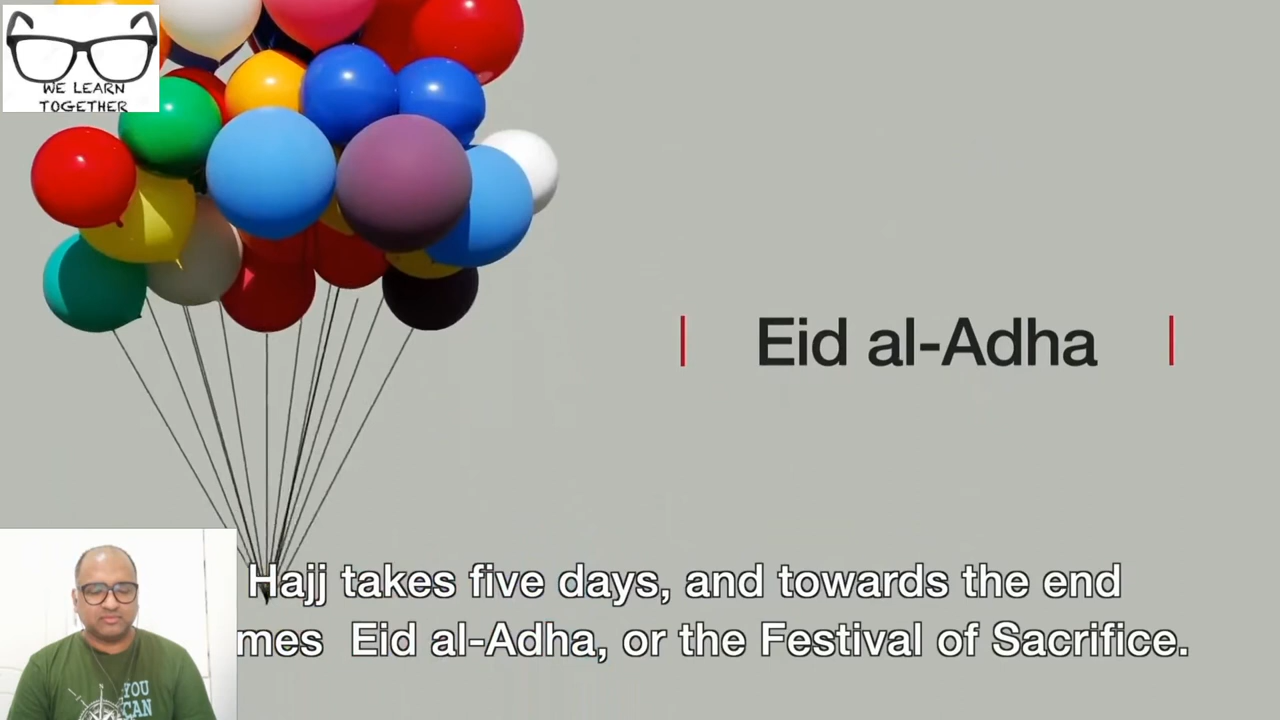 WE LEARN
TOGETHER
Eid al-Adha
Hajj takes five days, and towards the end
mes Eid al-Adha, or the Festival of Sacrifice.
YOU
CAN